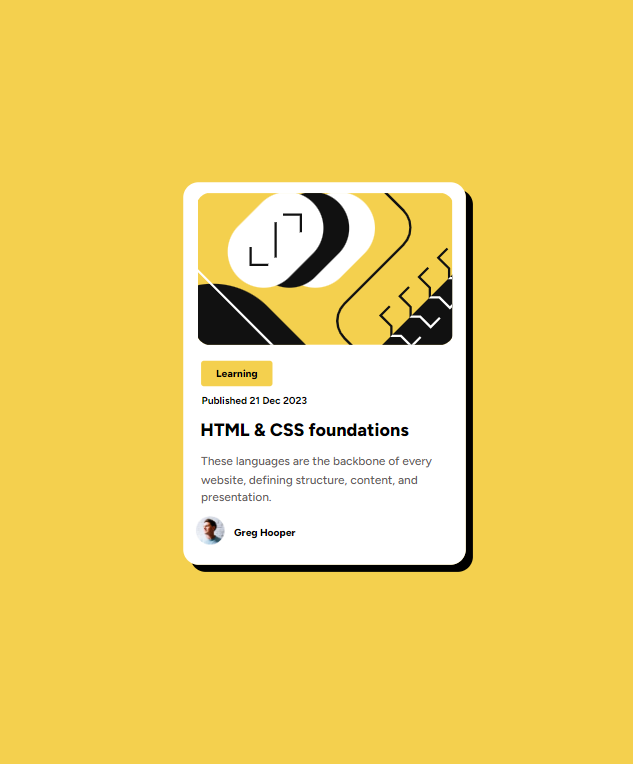 Learning
Published 21 Dec 2023
HTML & CSS foundations
These languages are the backbone of every
website, defining structure, content, and
presentation.
Greg Hooper